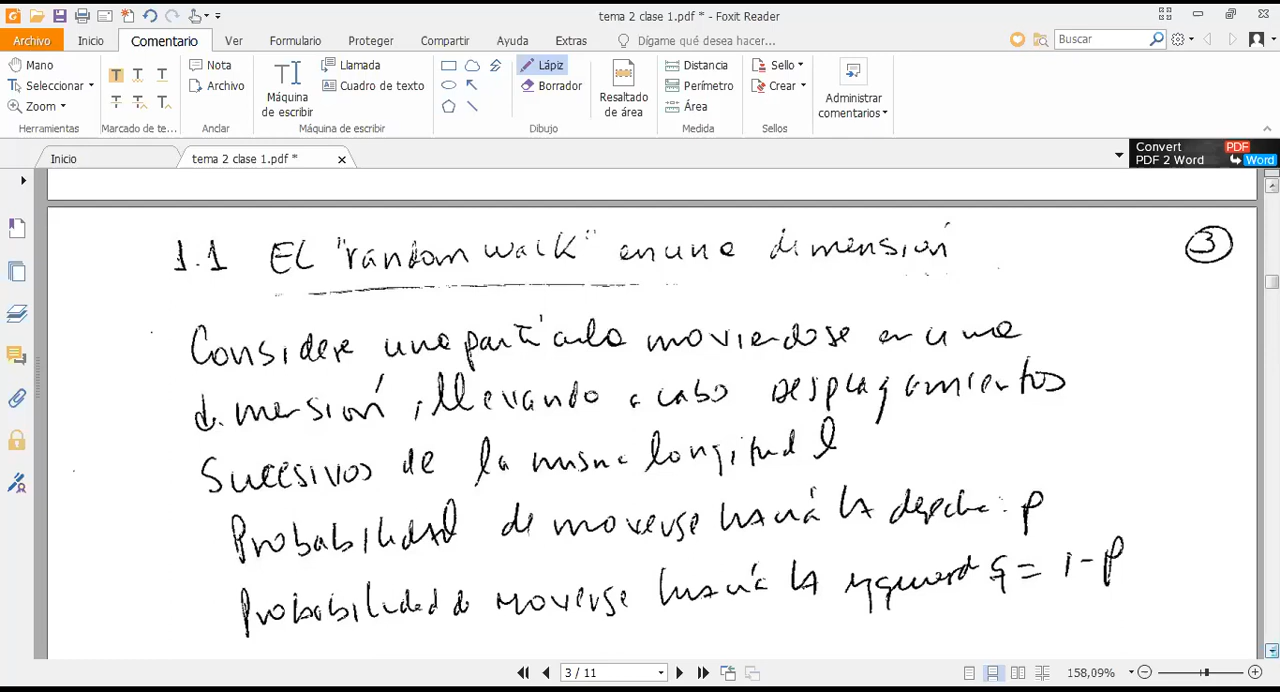 tema 2 clase 1.pdf * - Foxit Reader
Archivo Inicio Comentario Ver Formulario Proteger Compartir Ayuda Extras Dígame qué desea hacer... Buscar
Mano Nota Llamada Lápiz Distancia Sello
Seleccionar Archivo Cuadro de texto Borrador Perímetro Crear
Zoom Máquina de escribir Resaltado de área Área Administrar comentarios
Herramientas Marcado de te... Anclar Máquina de escribir Dibujo Medida Sellos
Convert PDF
PDF 2 Word Word
Inicio tema 2 clase 1.pdf *
1.1 EL "random walk" en una dimensión 3
Considere una particula moviendose en una
dimensión, llevando a cabo desplazamientos
sucesivos de la misma longitud l
Probabilidad de moverse hacia la derecha: p
Probabilidad de moverse hacia la izquierda q = 1-p
3 / 11 158,09%